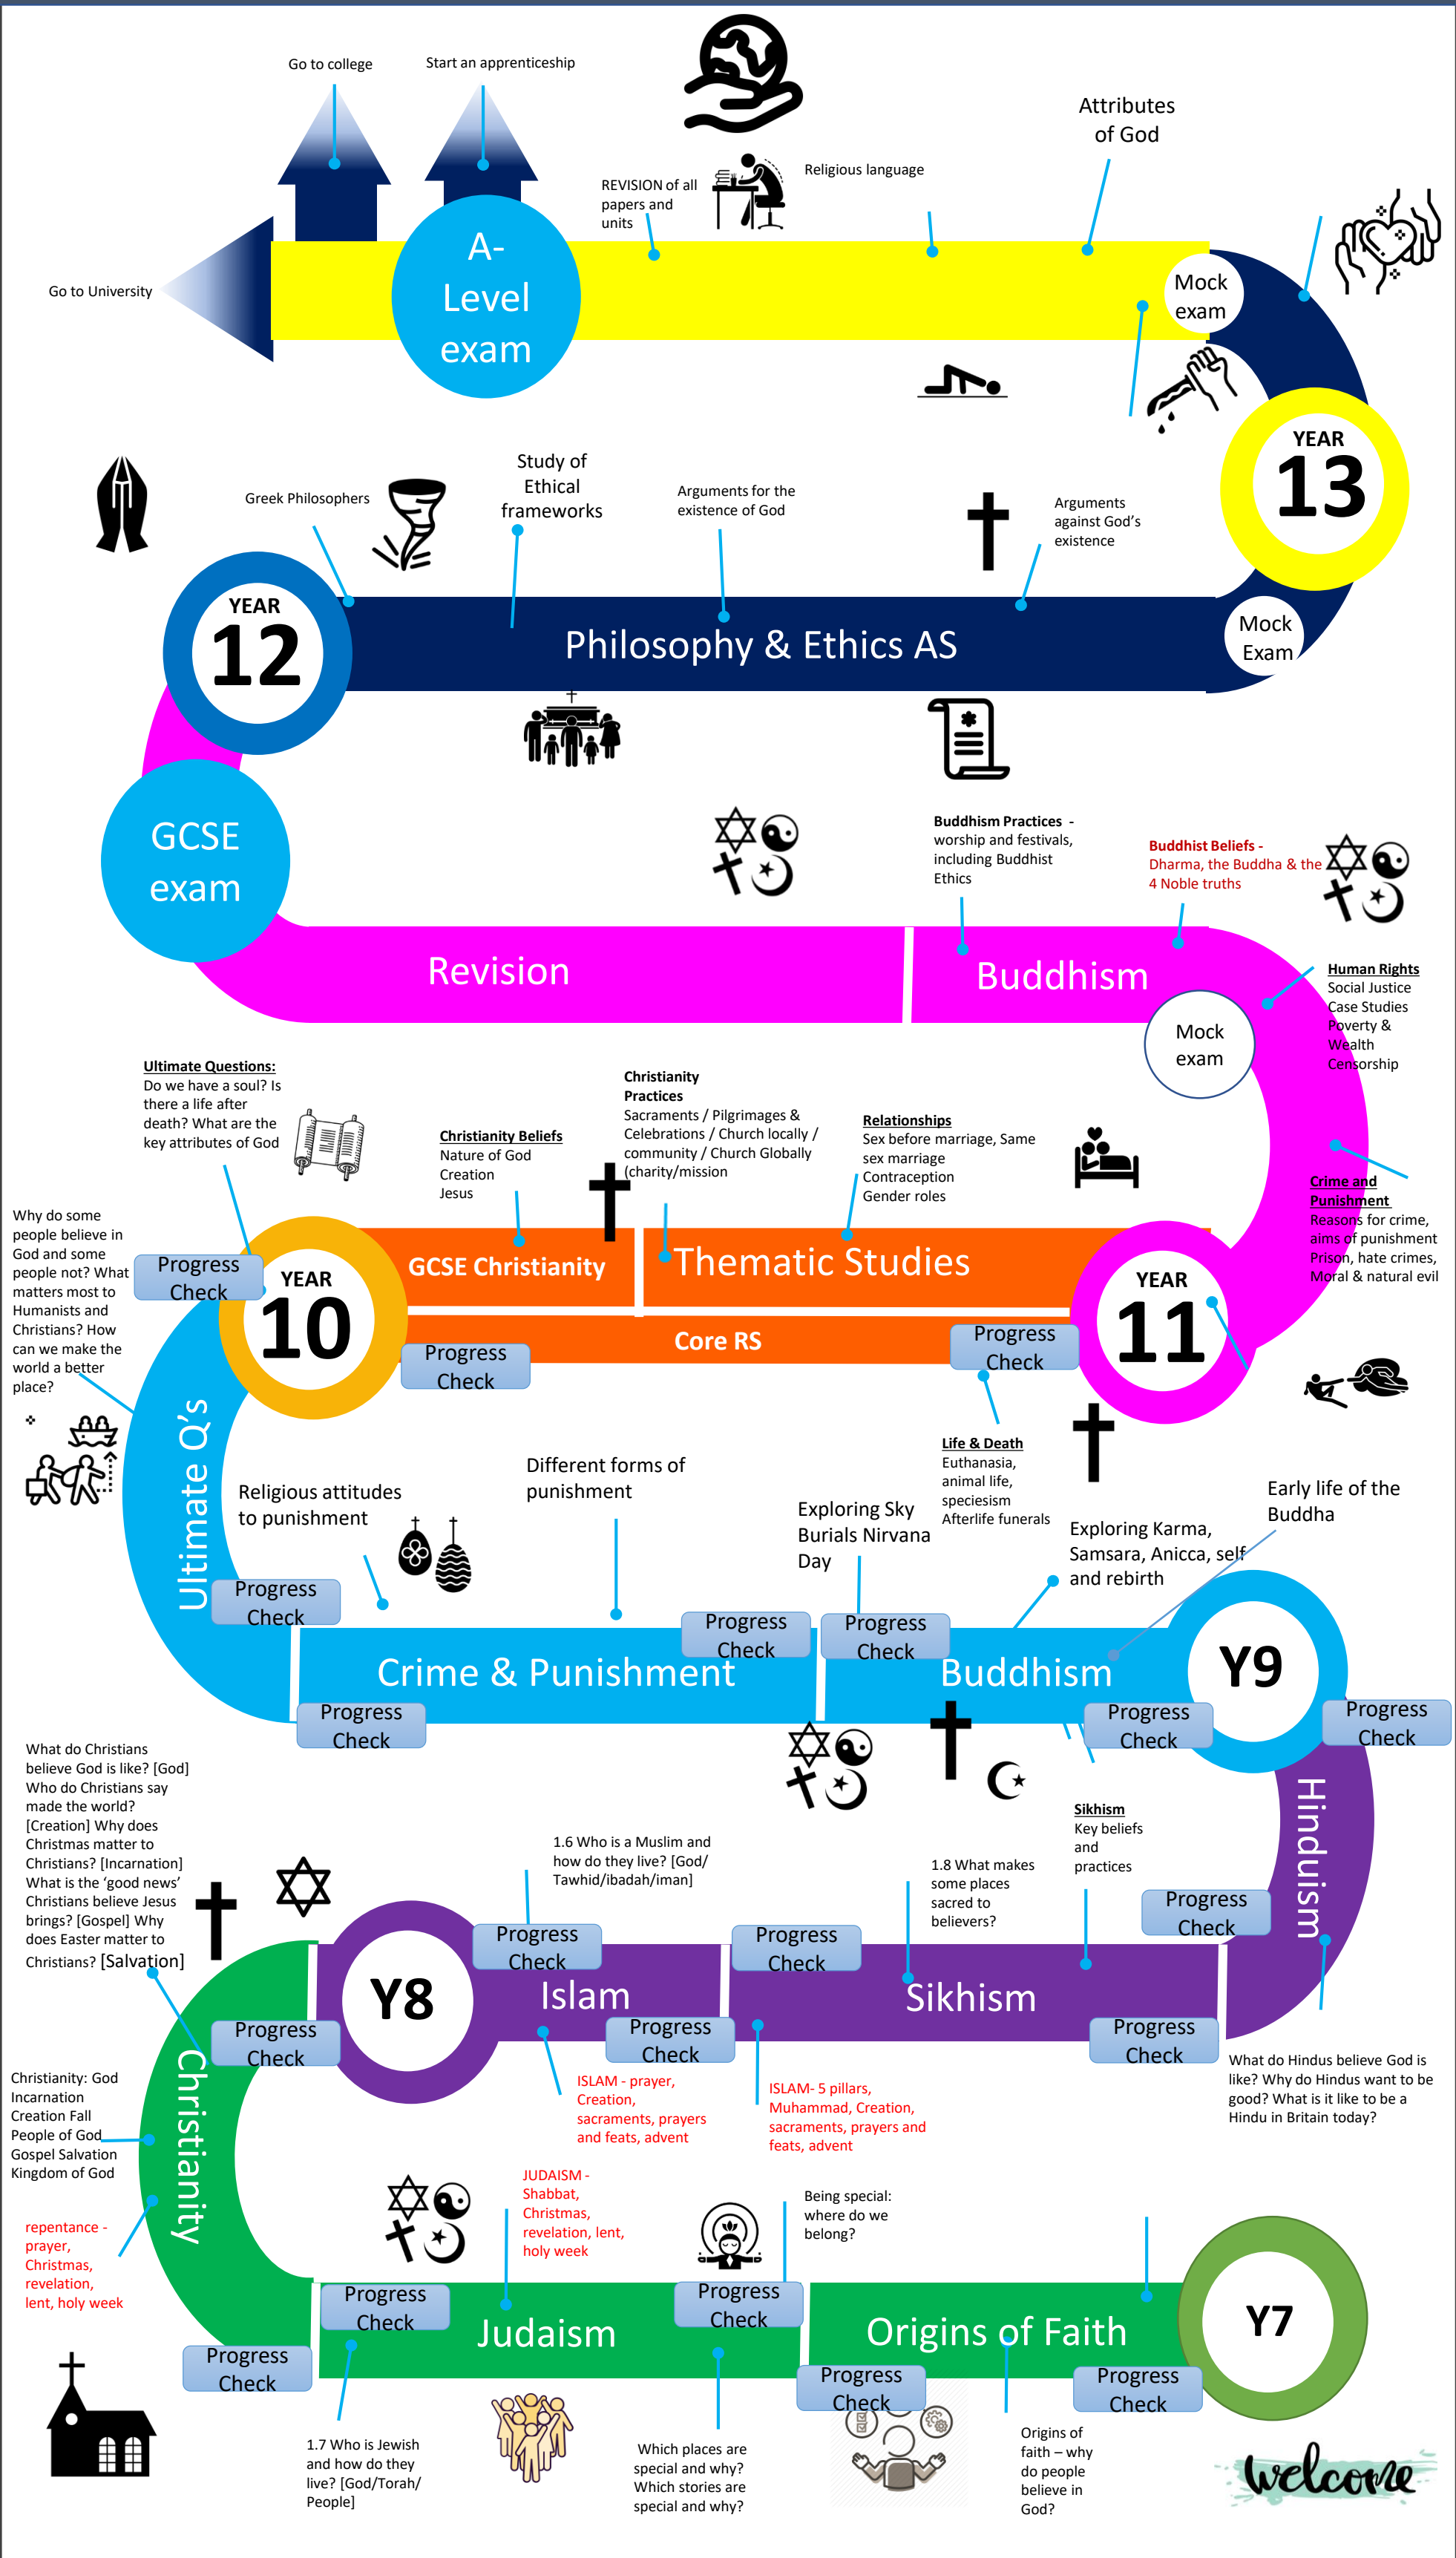 Go to college
Start an apprenticeship
Attributes
of God
REVISION of all
papers and
units
Religious language
Go to University
A-
Level
exam
Mock
exam
YEAR
13
Greek Philosophers
Study of
Ethical
frameworks
Arguments for the
existence of God
Arguments
against God's
existence
YEAR
12
Philosophy & Ethics AS
Mock
Exam
GCSE
exam
Buddhism Practices -
worship and festivals,
including Buddhist
Ethics
Buddhist Beliefs -
Dharma, the Buddha & the
4 Noble truths
Revision
Buddhism
Human Rights
Social Justice
Case Studies
Poverty &
Wealth
Censorship
Mock
exam
Ultimate Questions:
Do we have a soul? Is
there a life after
death? What are the
key attributes of God
Christianity Beliefs
Nature of God
Creation
Jesus
Christianity
Practices
Sacraments / Pilgrimages &
Celebrations / Church locally /
community / Church Globally
(charity/mission
Relationships
Sex before marriage, Same
sex marriage
Contraception
Gender roles
Crime and
Punishment
Reasons for crime,
aims of punishment
Prison, hate crimes,
Moral & natural evil
Why do some
people believe in
God and some
people not? What
matters most to
Humanists and
Christians? How
can we make the
world a better
place?
Progress
Check
YEAR
10
GCSE Christianity
Thematic Studies
Core RS
Progress
Check
Progress
Check
YEAR
11
Life & Death
Euthanasia,
animal life,
speciesism
Afterlife funerals
Ultimate Q's
Religious attitudes
to punishment
Different forms of
punishment
Exploring Sky
Burials Nirvana
Day
Exploring Karma,
Samsara, Anicca, self
and rebirth
Early life of the
Buddha
Progress
Check
Progress
Check
Progress
Check
Crime & Punishment
Buddhism
Y9
Progress
Check
Progress
Check
Progress
Check
What do Christians
believe God is like? [God]
Who do Christians say
made the world?
[Creation] Why does
Christmas matter to
Christians? [Incarnation]
What is the 'good news'
Christians believe Jesus
brings? [Gospel] Why
does Easter matter to
Christians? [Salvation]
Hinduism
1.6 Who is a Muslim and
how do they live? [God/
Tawhid/ibadah/iman]
1.8 What makes
some places
sacred to
believers?
Sikhism
Key beliefs
and
practices
Progress
Check
Progress
Check
Progress
Check
Y8
Islam
Sikhism
Progress
Check
Progress
Check
Progress
Check
Christianity
Christianity: God
Incarnation
Creation Fall
People of God
Gospel Salvation
Kingdom of God
ISLAM - prayer,
Creation,
sacraments, prayers
and feats, advent
ISLAM- 5 pillars,
Muhammad, Creation,
sacraments, prayers and
feats, advent
What do Hindus believe God is
like? Why do Hindus want to be
good? What is it like to be a
Hindu in Britain today?
repentance -
prayer,
Christmas,
revelation,
lent, holy week
JUDAISM -
Shabbat,
Christmas,
revelation, lent,
holy week
Being special:
where do we
belong?
Progress
Check
Progress
Check
Judaism
Origins of Faith
Y7
Progress
Check
Progress
Check
Progress
Check
1.7 Who is Jewish
and how do they
live? [God/Torah/
People]
Which places are
special and why?
Which stories are
special and why?
Origins of
faith – why
do people
believe in
God?
welcome